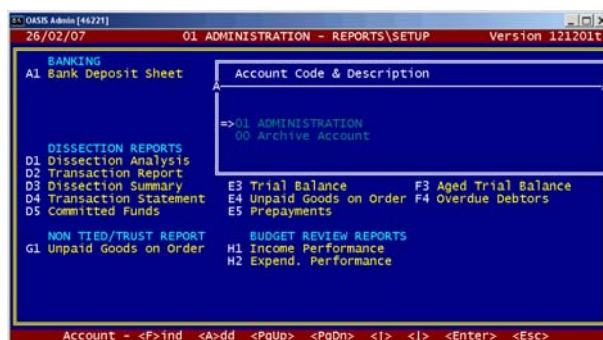 OASIS Admin [46221]
26/02/07 01 ADMINISTRATION - REPORTS\SETUP Version 121201t
BANKING
A1 Bank Deposit Sheet
Account Code & Description
A
=>01 ADMINISTRATION
00 Archive Account
DISSECTION REPORTS
D1 Dissection Analysis
D2 Transaction Report
D3 Dissection Summary E3 Trial Balance F3 Aged Trial Balance
D4 Transaction Statement E4 Unpaid Goods on Order F4 Overdue Debtors
D5 Committed Funds E5 Prepayments
NON TIED/TRUST REPORT BUDGET REVIEW REPORTS
G1 Unpaid Goods on Order H1 Income Performance
H2 Expend. Performance
Account - <F>ind <A>dd <PgUp> <PgDn> <↑> <↓> <Enter> <Esc>